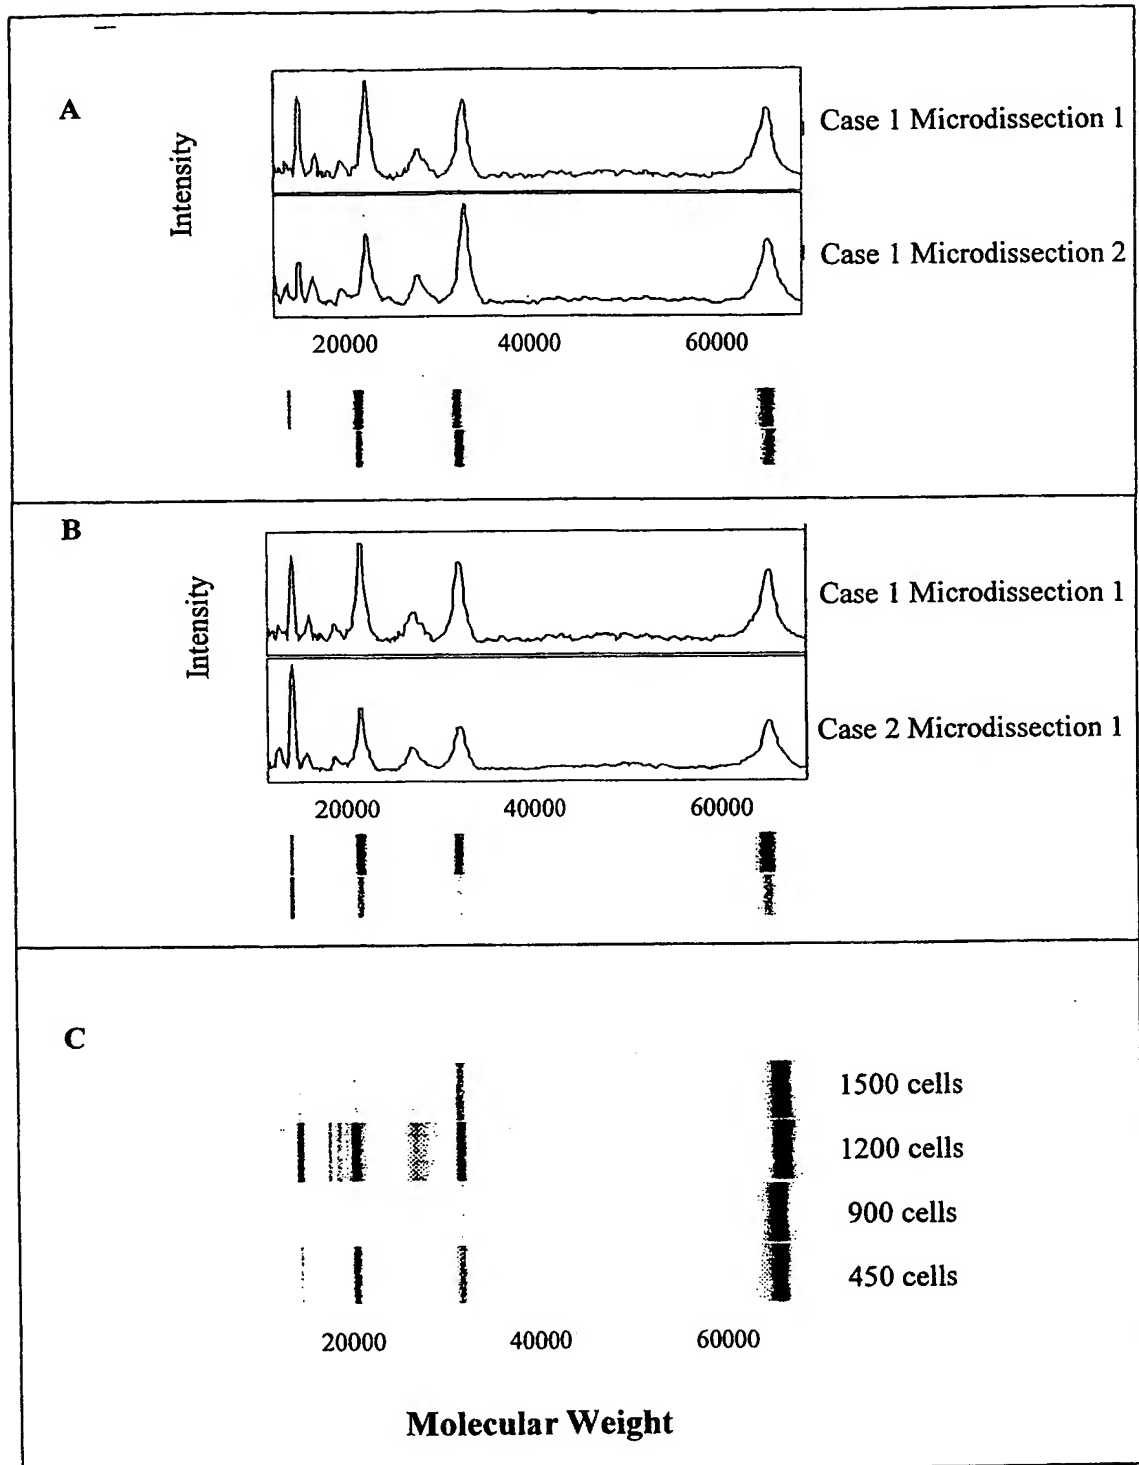 A
Intensity
Case 1 Microdissection 1
Case 1 Microdissection 2
20000 40000 60000
B
Intensity
Case 1 Microdissection 1
Case 2 Microdissection 1
20000 40000 60000
C
1500 cells
1200 cells
900 cells
450 cells
20000 40000 60000
Molecular Weight